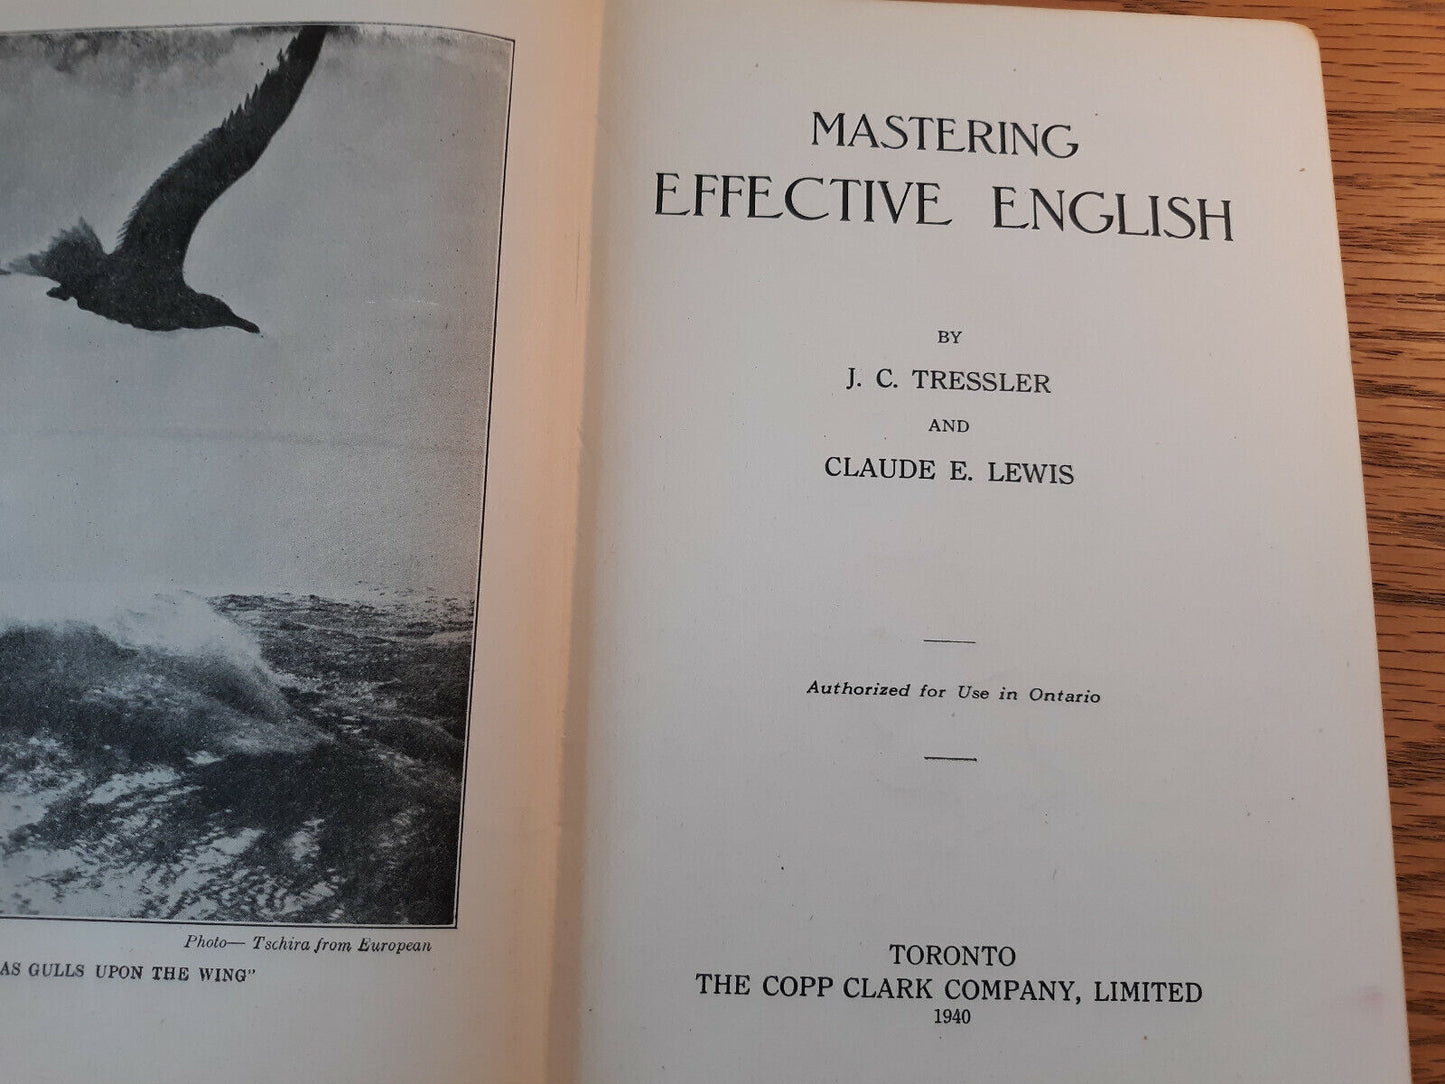 Photo— Tschira from European
AS GULLS UPON THE WING"
MASTERING
EFFECTIVE ENGLISH
BY
J. C. TRESSLER
AND
CLAUDE E. LEWIS
Authorized for Use in Ontario
TORONTO
THE COPP CLARK COMPANY, LIMITED
1940